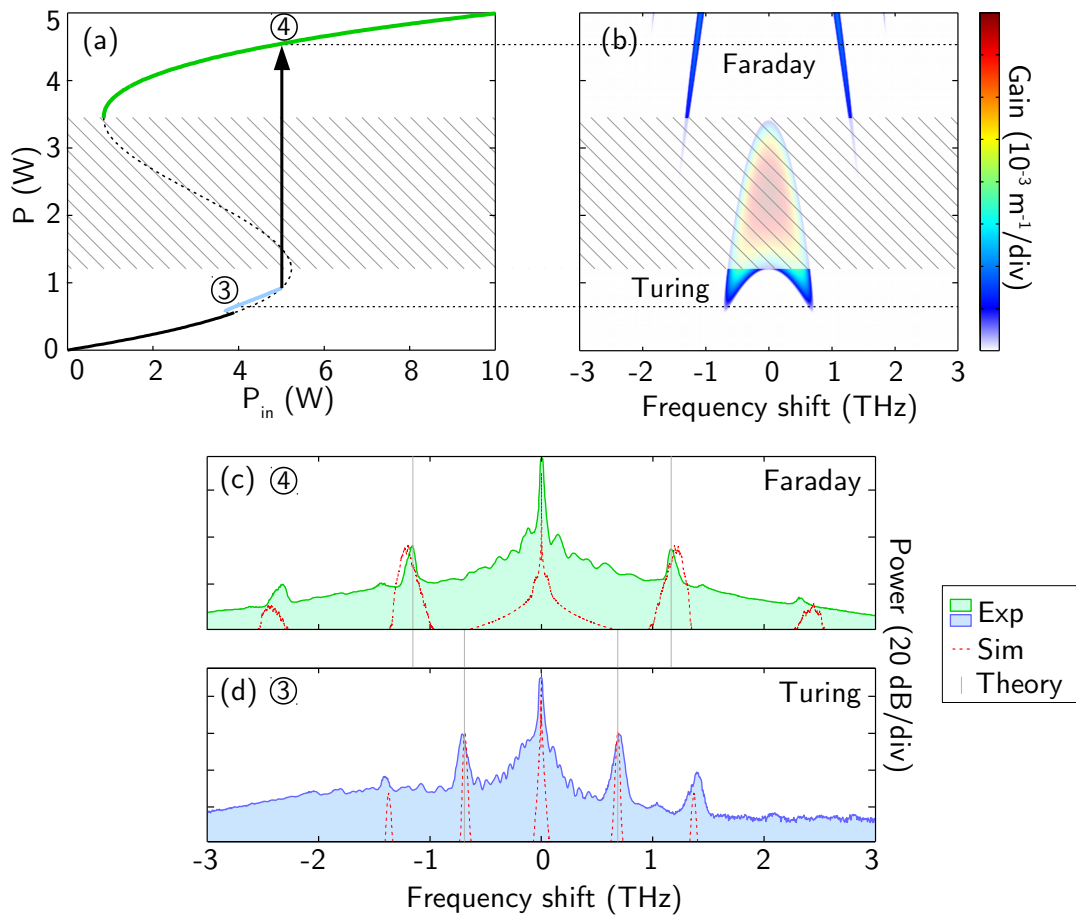 (a)
④
5
4
3
2
1
0
P (W)
③
2
4
6
8
10
P_in (W)
(b)
Faraday
Turing
-3
-2
-1
0
1
2
3
Frequency shift (THz)
Gain (10⁻³ m⁻¹/div)
(c) ④
Faraday
(d) ③
Turing
-3
-2
-1
0
1
2
3
Frequency shift (THz)
Power (20 dB/div)
Exp
Sim
Theory